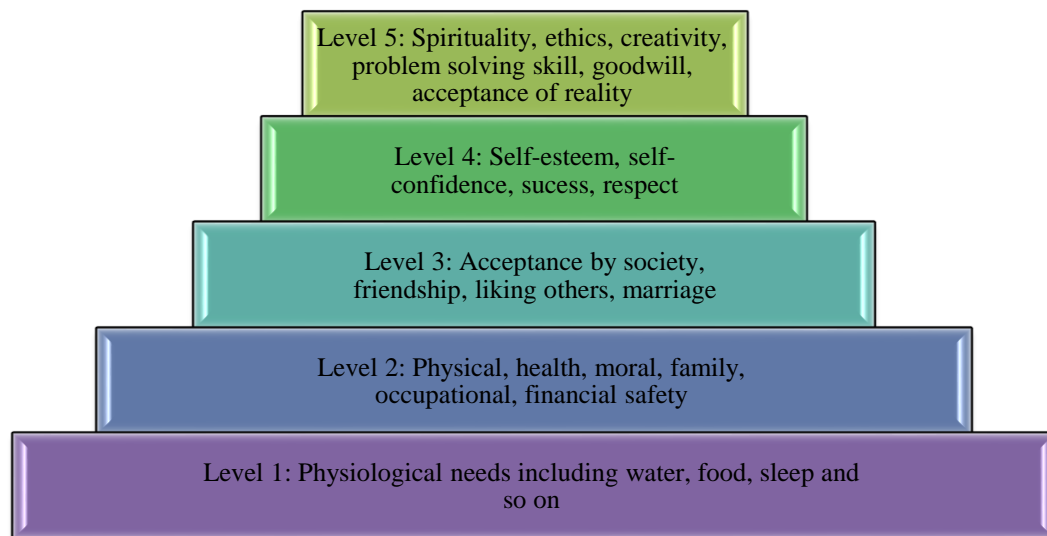 Level 5: Spirituality, ethics, creativity,
problem solving skill, goodwill,
acceptance of reality
Level 4: Self-esteem, self-
confidence, sucess, respect
Level 3: Acceptance by society,
friendship, liking others, marriage
Level 2: Physical, health, moral, family,
occupational, financial safety
Level 1: Physiological needs including water, food, sleep and
so on